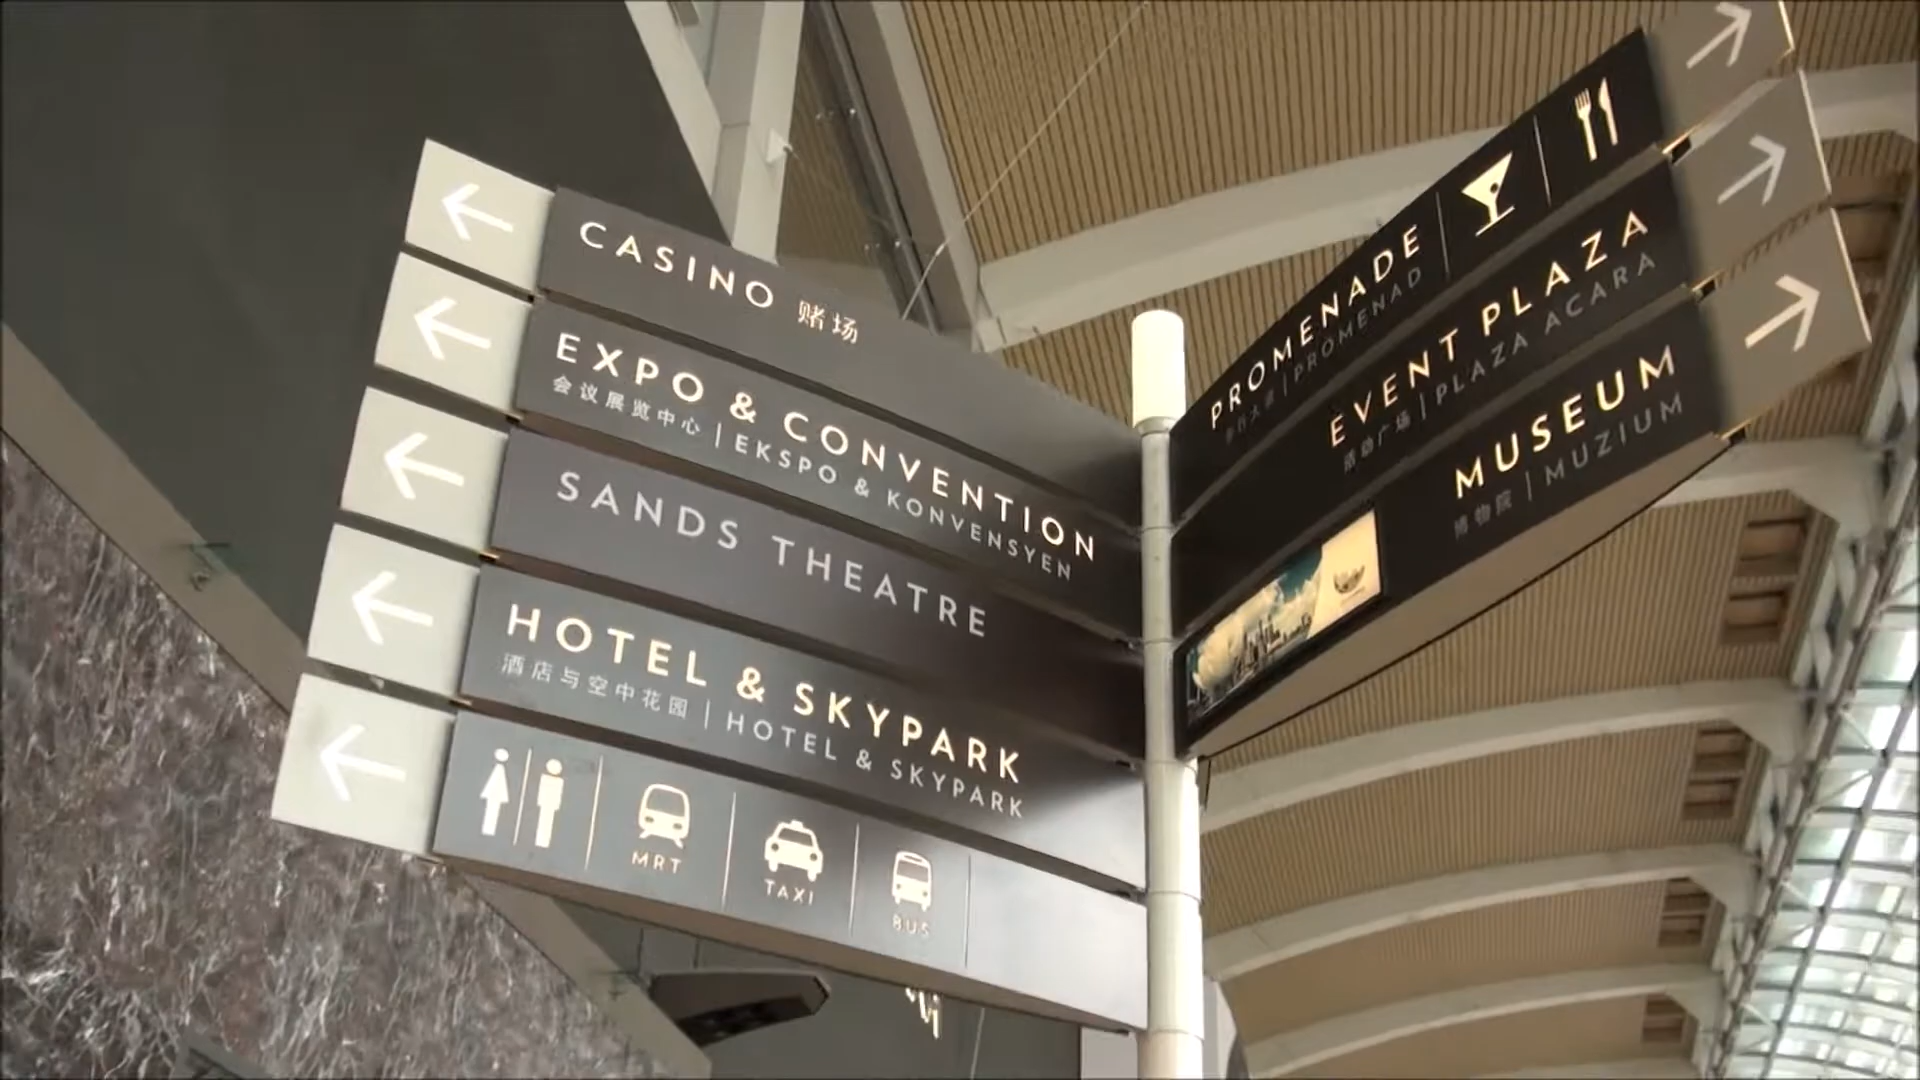 CASINO 赌场
EXPO & CONVENTION
会议展览中心 | EKSPO & KONVENSYEN
SANDS THEATRE
HOTEL & SKYPARK
酒店与空中花园 | HOTEL & SKYPARK
MRT
TAXI
BUS
PROMENADE
PROMENAD
EVENT PLAZA
活动广场 | PLAZA ACARA
MUSEUM
博物院 | MUZIUM